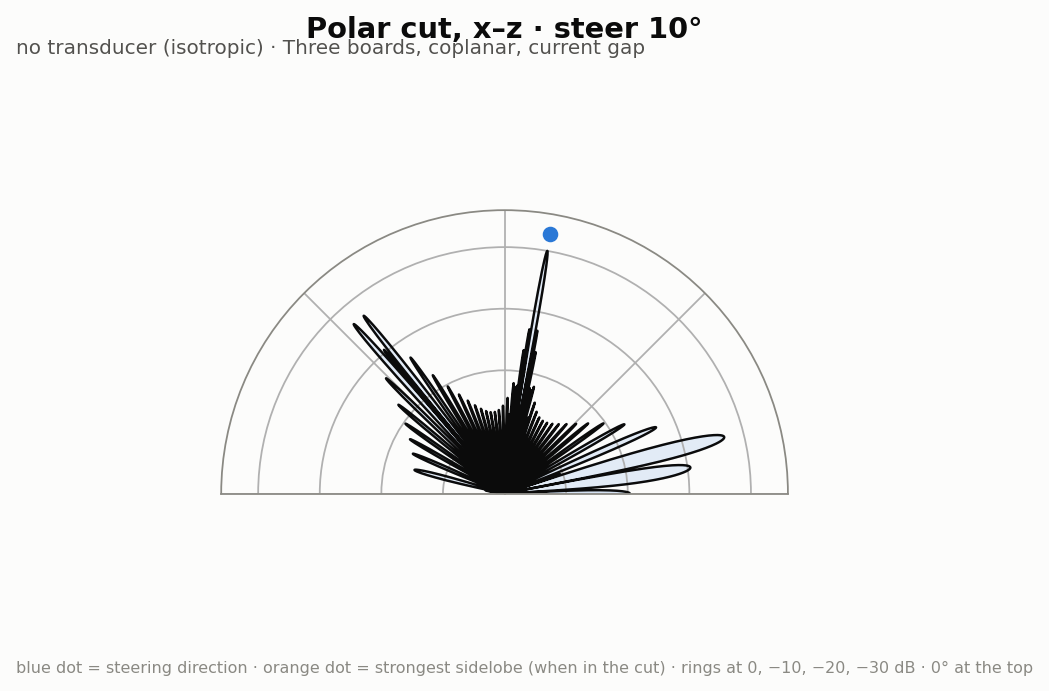 Polar cut, x–z · steer 10°
no transducer (isotropic) · Three boards, coplanar, current gap
blue dot = steering direction · orange dot = strongest sidelobe (when in the cut) · rings at 0, −10, −20, −30 dB · 0° at the top